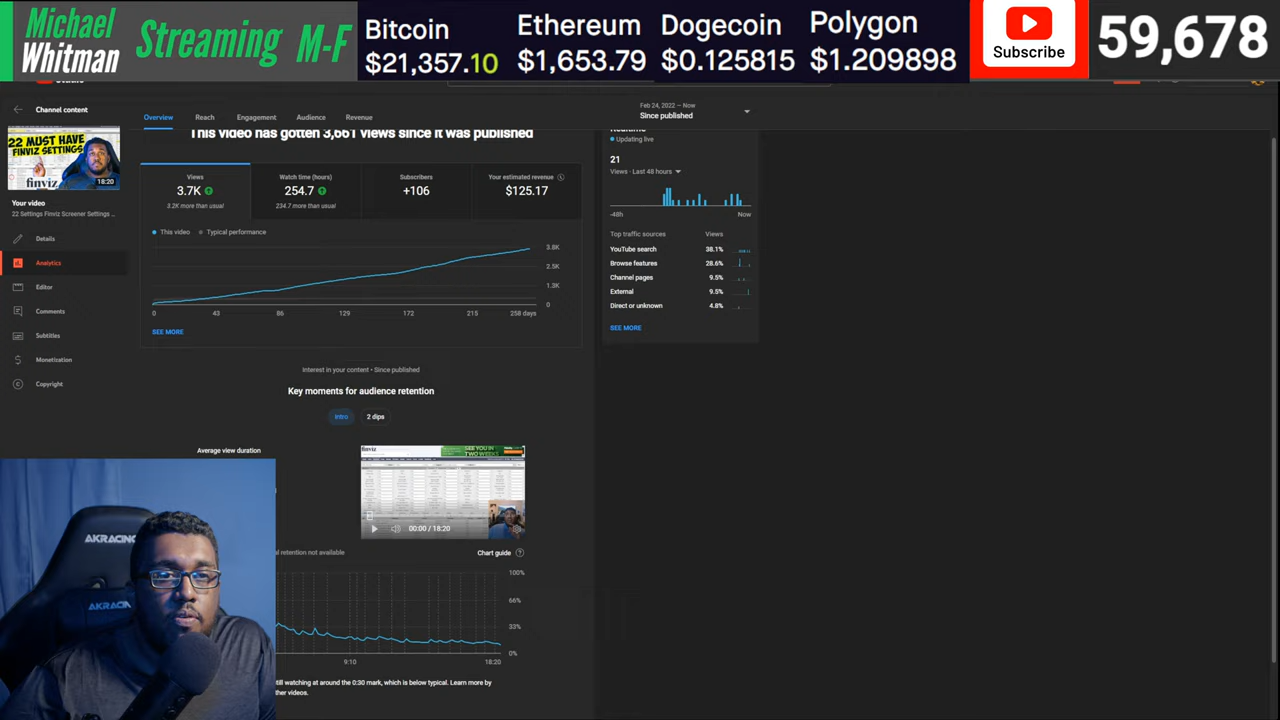 Michael
Whitman
Streaming M-F
Bitcoin
$21,357.10
Ethereum
$1,653.79
Dogecoin
$0.125815
Polygon
$1.209898
Subscribe
59,678
Channel content
Overview
Reach
Engagement
Audience
Revenue
Feb 24, 2022 – Now
Since published
22 MUST HAVE
FINVIZ SETTINGS
finviz
18:20
Your video
22 Settings Finviz Screener Settings ...
Details
Analytics
Editor
Comments
Subtitles
Monetization
Copyright
This video has gotten 3,661 views since it was published
Views
3.7K
3.2K more than usual
Watch time (hours)
254.7
234.7 more than usual
Subscribers
+106
Your estimated revenue
$125.17
This video
Typical performance
3.8K
2.5K
1.3K
0
0
43
86
129
172
215
258 days
SEE MORE
Realtime
Updating live
21
Views · Last 48 hours
-48h
Now
Top traffic sources
Views
YouTube search
38.1%
Browse features
28.6%
Channel pages
9.5%
External
9.5%
Direct or unknown
4.8%
SEE MORE
Interest in your content • Since published
Key moments for audience retention
Intro
2 dips
Average view duration
finviz
SEE YOU IN
TWO WEEKS
00:00 / 18:20
retention not available
Chart guide
100%
66%
33%
0%
9:10
18:20
watching at around the 0:30 mark, which is below typical. Learn more by
videos.
AKRACING
AKRACING